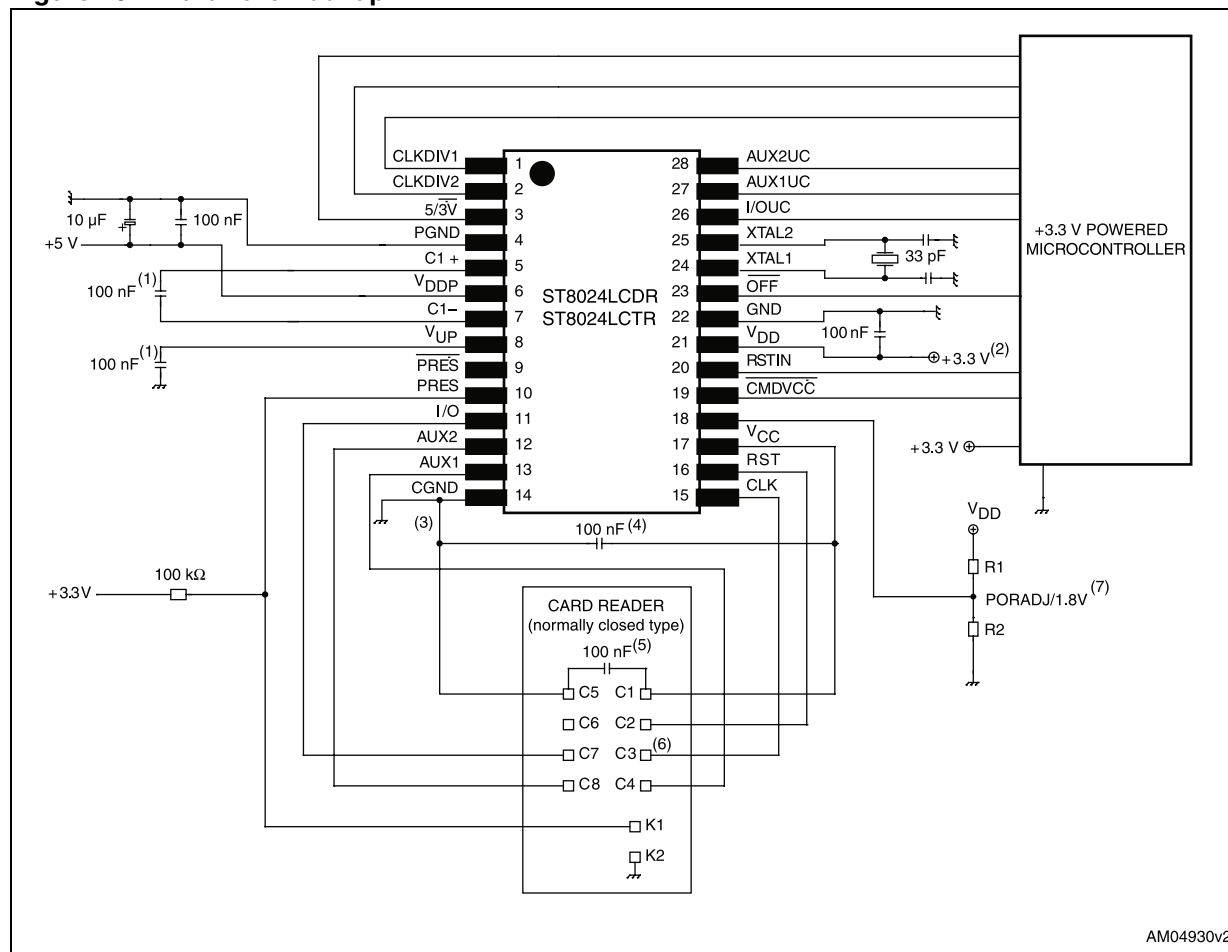 CLKDIV1
CLKDIV2
5/3V
PGND
C1 +
VDDP
C1–
VUP
PRES
PRES
I/O
AUX2
AUX1
CGND
1
2
3
4
5
6
7
8
9
10
11
12
13
14
ST8024LCDR
ST8024LCTR
28
27
26
25
24
23
22
21
20
19
18
17
16
15
AUX2UC
AUX1UC
I/OUC
XTAL2
XTAL1
OFF
GND
VDD
RSTIN
CMDVCC
VCC
RST
CLK
33 pF
100 nF
+3.3 V(2)
+3.3 V POWERED
MICROCONTROLLER
+3.3 V
10 µF
+
100 nF
+5 V
100 nF(1)
100 nF(1)
(3)
100 nF(4)
+3.3V
100 kΩ
VDD
R1
PORADJ/1.8V(7)
R2
CARD READER
(normally closed type)
100 nF(5)
C5 C1
C6 C2
C7 C3(6)
C8 C4
K1
K2
AM04930v2